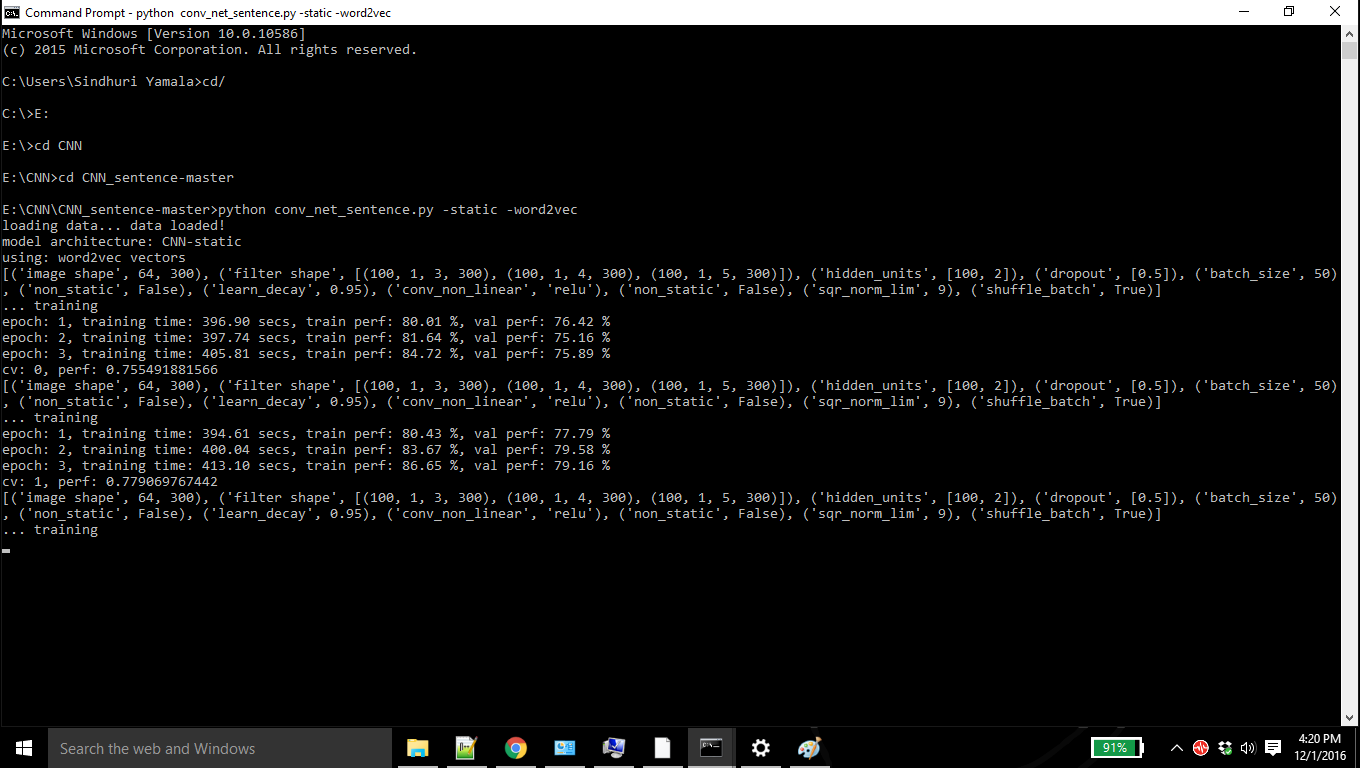 Command Prompt - python  conv_net_sentence.py -static -word2vec
Microsoft Windows [Version 10.0.10586]
(c) 2015 Microsoft Corporation. All rights reserved.
C:\Users\Sindhuri Yamala>cd/
C:\>E:
E:\>cd CNN
E:\CNN>cd CNN_sentence-master
E:\CNN\CNN_sentence-master>python conv_net_sentence.py -static -word2vec
loading data... data loaded!
model architecture: CNN-static
using: word2vec vectors
[('image shape', 64, 300), ('filter shape', [(100, 1, 3, 300), (100, 1, 4, 300), (100, 1, 5, 300)]), ('hidden_units', [100, 2]), ('dropout', [0.5]), ('batch_size', 50)
, ('non_static', False), ('learn_decay', 0.95), ('conv_non_linear', 'relu'), ('non_static', False), ('sqr_norm_lim', 9), ('shuffle_batch', True)]
... training
epoch: 1, training time: 396.90 secs, train perf: 80.01 %, val perf: 76.42 %
epoch: 2, training time: 397.74 secs, train perf: 81.64 %, val perf: 75.16 %
epoch: 3, training time: 405.81 secs, train perf: 84.72 %, val perf: 75.89 %
cv: 0, perf: 0.755491881566
[('image shape', 64, 300), ('filter shape', [(100, 1, 3, 300), (100, 1, 4, 300), (100, 1, 5, 300)]), ('hidden_units', [100, 2]), ('dropout', [0.5]), ('batch_size', 50)
, ('non_static', False), ('learn_decay', 0.95), ('conv_non_linear', 'relu'), ('non_static', False), ('sqr_norm_lim', 9), ('shuffle_batch', True)]
... training
epoch: 1, training time: 394.61 secs, train perf: 80.43 %, val perf: 77.79 %
epoch: 2, training time: 400.04 secs, train perf: 83.67 %, val perf: 79.58 %
epoch: 3, training time: 413.10 secs, train perf: 86.65 %, val perf: 79.16 %
cv: 1, perf: 0.779069767442
[('image shape', 64, 300), ('filter shape', [(100, 1, 3, 300), (100, 1, 4, 300), (100, 1, 5, 300)]), ('hidden_units', [100, 2]), ('dropout', [0.5]), ('batch_size', 50)
, ('non_static', False), ('learn_decay', 0.95), ('conv_non_linear', 'relu'), ('non_static', False), ('sqr_norm_lim', 9), ('shuffle_batch', True)]
... training
Search the web and Windows
91%
4:20 PM
12/1/2016